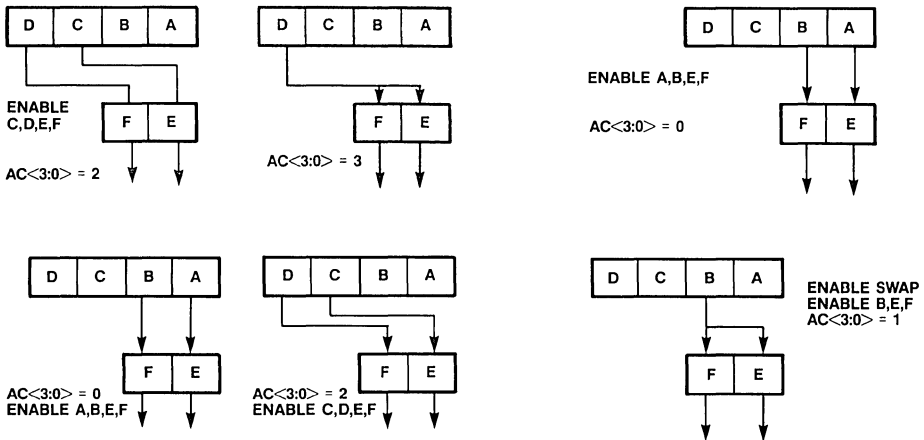 D C B A
ENABLE
C,D,E,F
F E
AC<3:0> = 2
D C B A
F E
AC<3:0> = 3
D C B A
ENABLE A,B,E,F
F E
AC<3:0> = 0
D C B A
F E
AC<3:0> = 0
ENABLE A,B,E,F
D C B A
F E
AC<3:0> = 2
ENABLE C,D,E,F
D C B A
ENABLE SWAP
ENABLE B,E,F
AC<3:0> = 1
F E